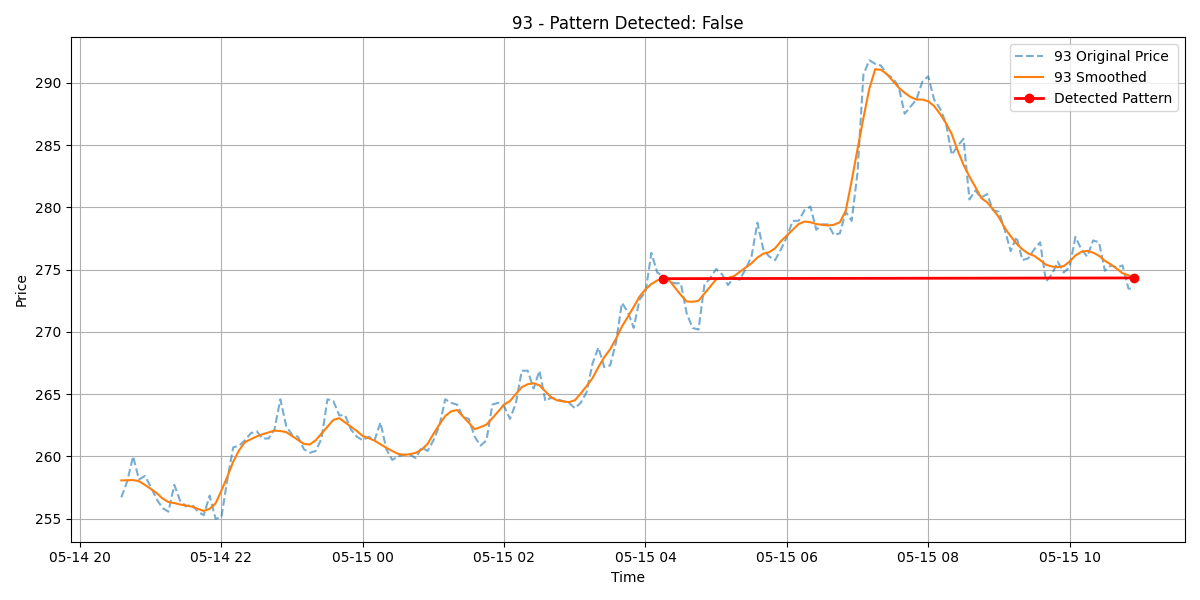 93 - Pattern Detected: False
93 Original Price
93 Smoothed
Detected Pattern
Price
290
285
280
275
270
265
260
255
05-14 20
05-14 22
05-15 00
05-15 02
05-15 04
05-15 06
05-15 08
05-15 10
Time